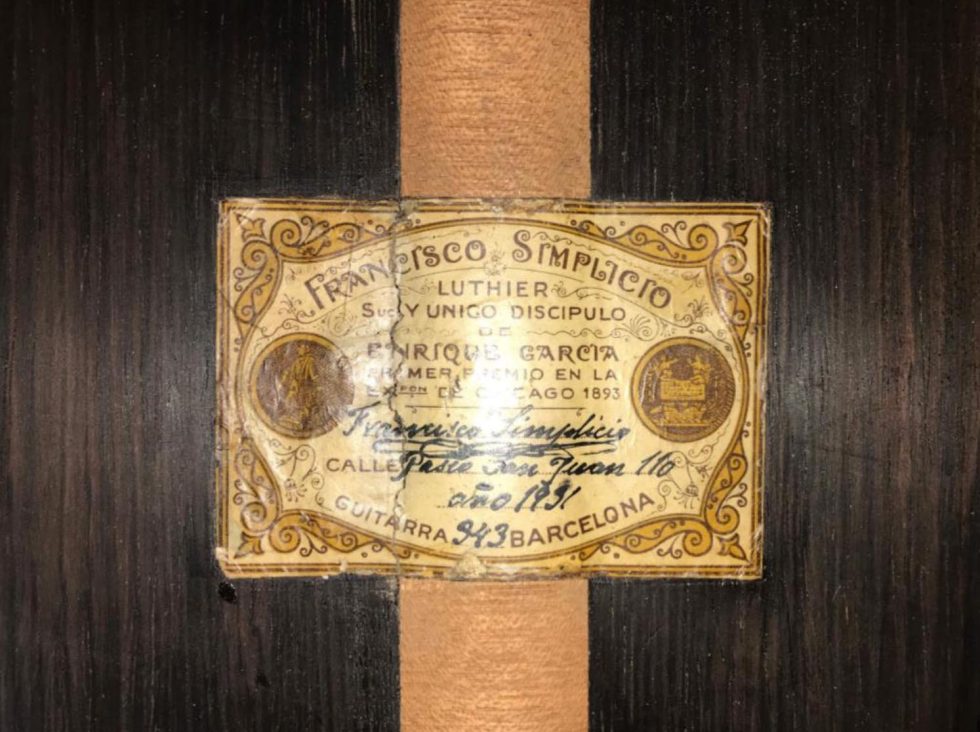 FRANCISCO SIMPLICIO
LUTHIER
Suc. Y UNICO DISCIPULO
DE
ENRIQUE GARCIA
PRIMER PREMIO EN LA
EXPON DE CHICAGO 1893
Francisco Simplicio
CALLE Paseo San Juan 110
año 1931
GUITARRA 943 BARCELONA